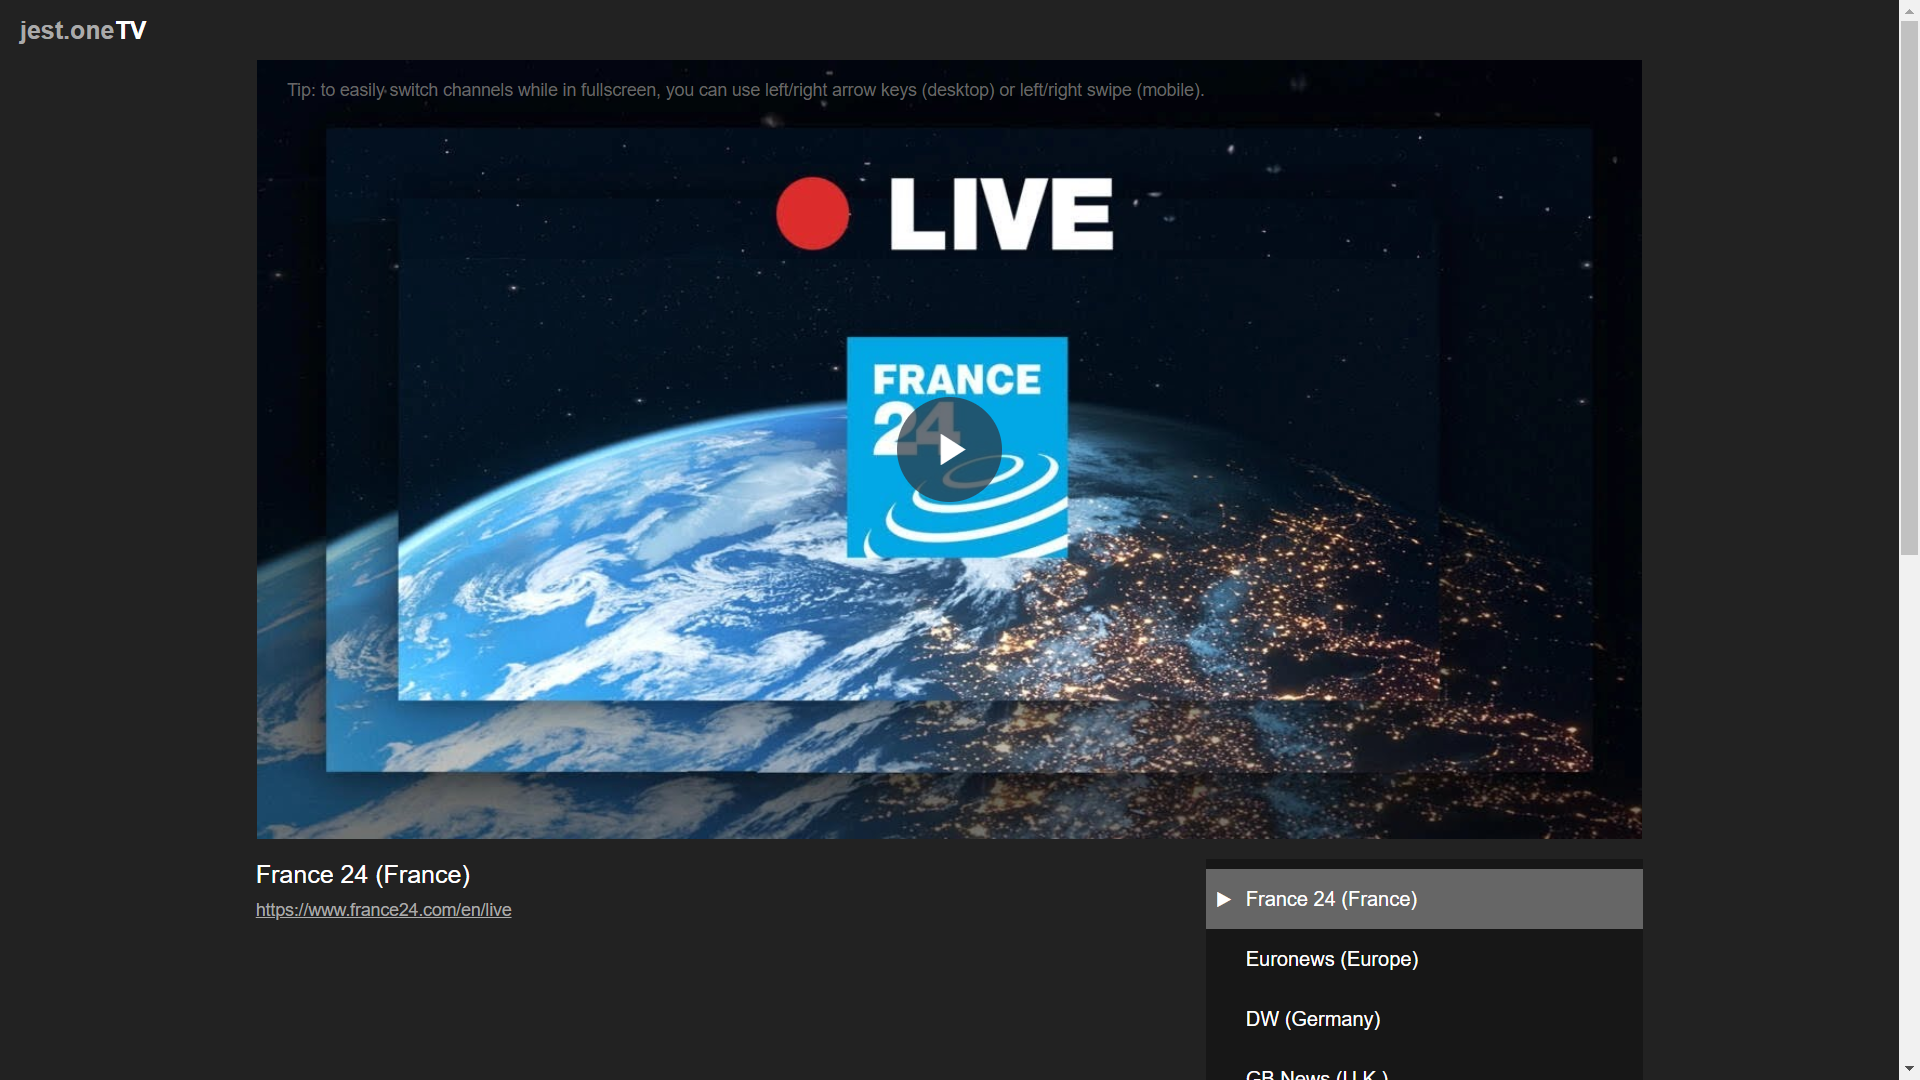 jest.oneTV
Tip: to easily switch channels while in fullscreen, you can use left/right arrow keys (desktop) or left/right swipe (mobile).
LIVE
FRANCE
24
France 24 (France)
https://www.france24.com/en/live
France 24 (France)
Euronews (Europe)
DW (Germany)
GB News (U.K.)